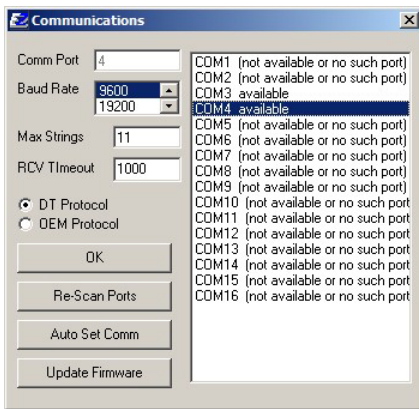 EZ Communications
Comm Port 4
Baud Rate 9600
19200
Max Strings 11
RCV TImeout 1000
DT Protocol
OEM Protocol
OK
Re-Scan Ports
Auto Set Comm
Update Firmware
COM1 (not available or no such port)
COM2 (not available or no such port)
COM3 available
COM4 available
COM5 (not available or no such port)
COM6 (not available or no such port)
COM7 (not available or no such port)
COM8 (not available or no such port)
COM9 (not available or no such port)
COM10 (not available or no such port
COM11 (not available or no such port
COM12 (not available or no such port
COM13 (not available or no such port
COM14 (not available or no such port
COM15 (not available or no such port
COM16 (not available or no such port